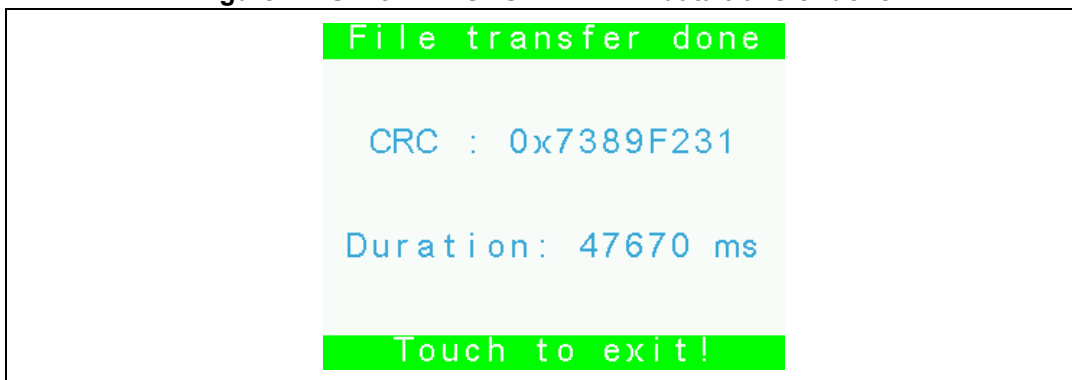 File transfer done
CRC : 0x7389F231
Duration: 47670 ms
Touch to exit!